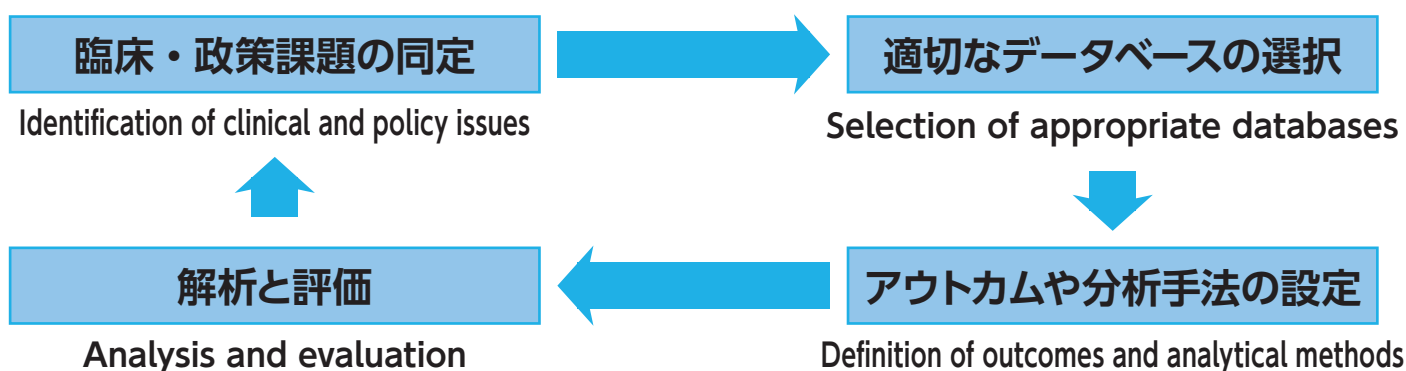 臨床・政策課題の同定
Identification of clinical and policy issues
適切なデータベースの選択
Selection of appropriate databases
解析と評価
Analysis and evaluation
アウトカムや分析手法の設定
Definition of outcomes and analytical methods